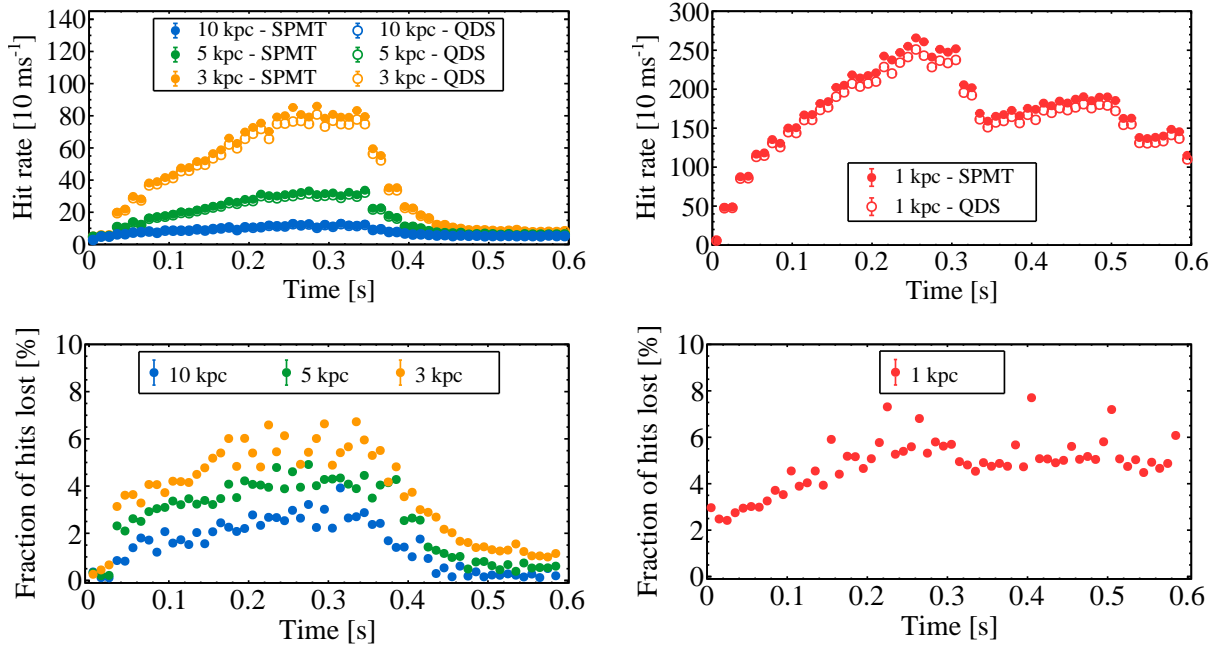 Hit rate [10 ms⁻¹]
140
120
100
80
60
40
20
0
10 kpc - SPMT 10 kpc - QDS
5 kpc - SPMT 5 kpc - QDS
3 kpc - SPMT 3 kpc - QDS
0 0.1 0.2 0.3 0.4 0.5 0.6
Time [s]
Hit rate [10 ms⁻¹]
300
250
200
150
100
50
0
1 kpc - SPMT
1 kpc - QDS
0 0.1 0.2 0.3 0.4 0.5 0.6
Time [s]
Fraction of hits lost [%]
10
8
6
4
2
0
10 kpc 5 kpc 3 kpc
0 0.1 0.2 0.3 0.4 0.5 0.6
Time [s]
Fraction of hits lost [%]
10
8
6
4
2
0
1 kpc
0 0.1 0.2 0.3 0.4 0.5 0.6
Time [s]